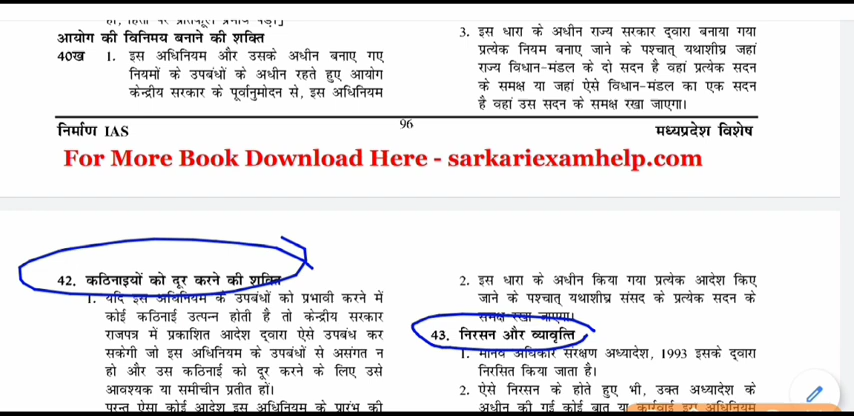 आयोग की विनिमय बनाने की शक्ति
40ख 1. इस अधिनियम और उसके अधीन बनाए गए
नियमों के उपबंधों के अधीन रहते हुए आयोग
केन्द्रीय सरकार के पूर्वानुमोदन से, इस अधिनियम
3. इस धारा के अधीन राज्य सरकार द्वारा बनाया गया
प्रत्येक नियम बनाए जाने के पश्चात् यथाशीघ्र जहां
राज्य विधान-मंडल के दो सदन है वहां प्रत्येक सदन
के समक्ष या जहां ऐसे विधान-मंडल का एक सदन
है वहां उस सदन के समक्ष रखा जाएगा।
निर्माण IAS 96 मध्यप्रदेश विशेष
For More Book Download Here - sarkariexamhelp.com
42. कठिनाइयों को दूर करने की शक्ति
1. यदि इस अधिनियम के उपबंधों को प्रभावी करने में
कोई कठिनाई उत्पन्न होती है तो केन्द्रीय सरकार
राजपत्र में प्रकाशित आदेश द्वारा ऐसे उपबंध कर
सकेगी जो इस अधिनियम के उपबंधों से असंगत न
हो और उस कठिनाई को दूर करने के लिए उसे
आवश्यक या समीचीन प्रतीत हों।
परन्तु ऐसा कोई आदेश इस अधिनियम के प्रारंभ की
2. इस धारा के अधीन किया गया प्रत्येक आदेश किए
जाने के पश्चात् यथाशीघ्र संसद के प्रत्येक सदन के
समक्ष रखा जाएगा।
43. निरसन और व्यावृत्ति
1. मानव अधिकार संरक्षण अध्यादेश, 1993 इसके द्वारा
निरसित किया जाता है।
2. ऐसे निरसन के होते हुए भी, उक्त अध्यादेश के
अधीन की गई कोई बात या कार्रवाई इस अधिनियम